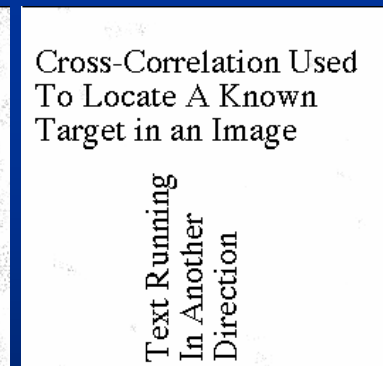 Cross-Correlation Used
To Locate A Known
Target in an Image
Text Running
In Another
Direction